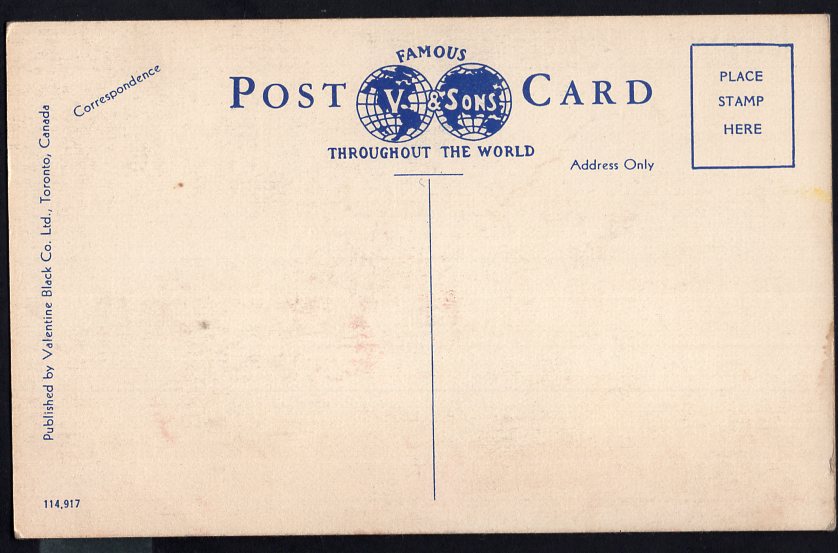 FAMOUS
POST V. & SONS CARD
THROUGHOUT THE WORLD
PLACE
STAMP
HERE
Correspondence
Address Only
Published by Valentine Black Co. Ltd., Toronto, Canada
114,917